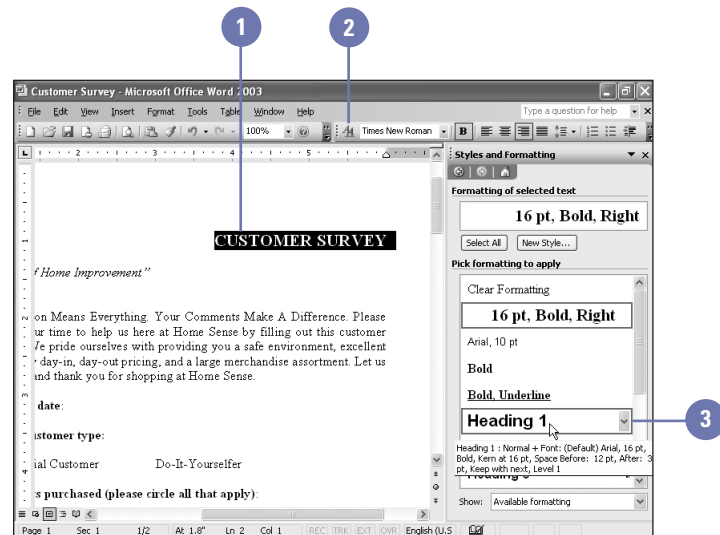 1
2
Customer Survey - Microsoft Office Word 2003
File Edit View Insert Format Tools Table Window Help
Type a question for help
100%
Times New Roman
B
2 3 4 5
Styles and Formatting
Formatting of selected text
16 pt, Bold, Right
Select All
New Style...
Pick formatting to apply
Clear Formatting
16 pt, Bold, Right
Arial, 10 pt
Bold
Bold, Underline
Heading 1
3
Heading 1 : Normal + Font: (Default) Arial, 16 pt,
Bold, Kern at 16 pt, Space Before: 12 pt, After: 3
pt, Keep with next, Level 1
Show: Available formatting
CUSTOMER SURVEY
f Home Improvement”
on Means Everything. Your Comments Make A Difference. Please
ur time to help us here at Home Sense by filling out this customer
We pride ourselves with providing you a safe environment, excellent
day-in, day-out pricing, and a large merchandise assortment. Let us
and thank you for shopping at Home Sense.
date:
ustomer type:
ial Customer Do-It-Yourselfer
s purchased (please circle all that apply):
Page 1 Sec 1 1/2 At 1.8" Ln 2 Col 1 REC TRK EXT OVR English (U.S